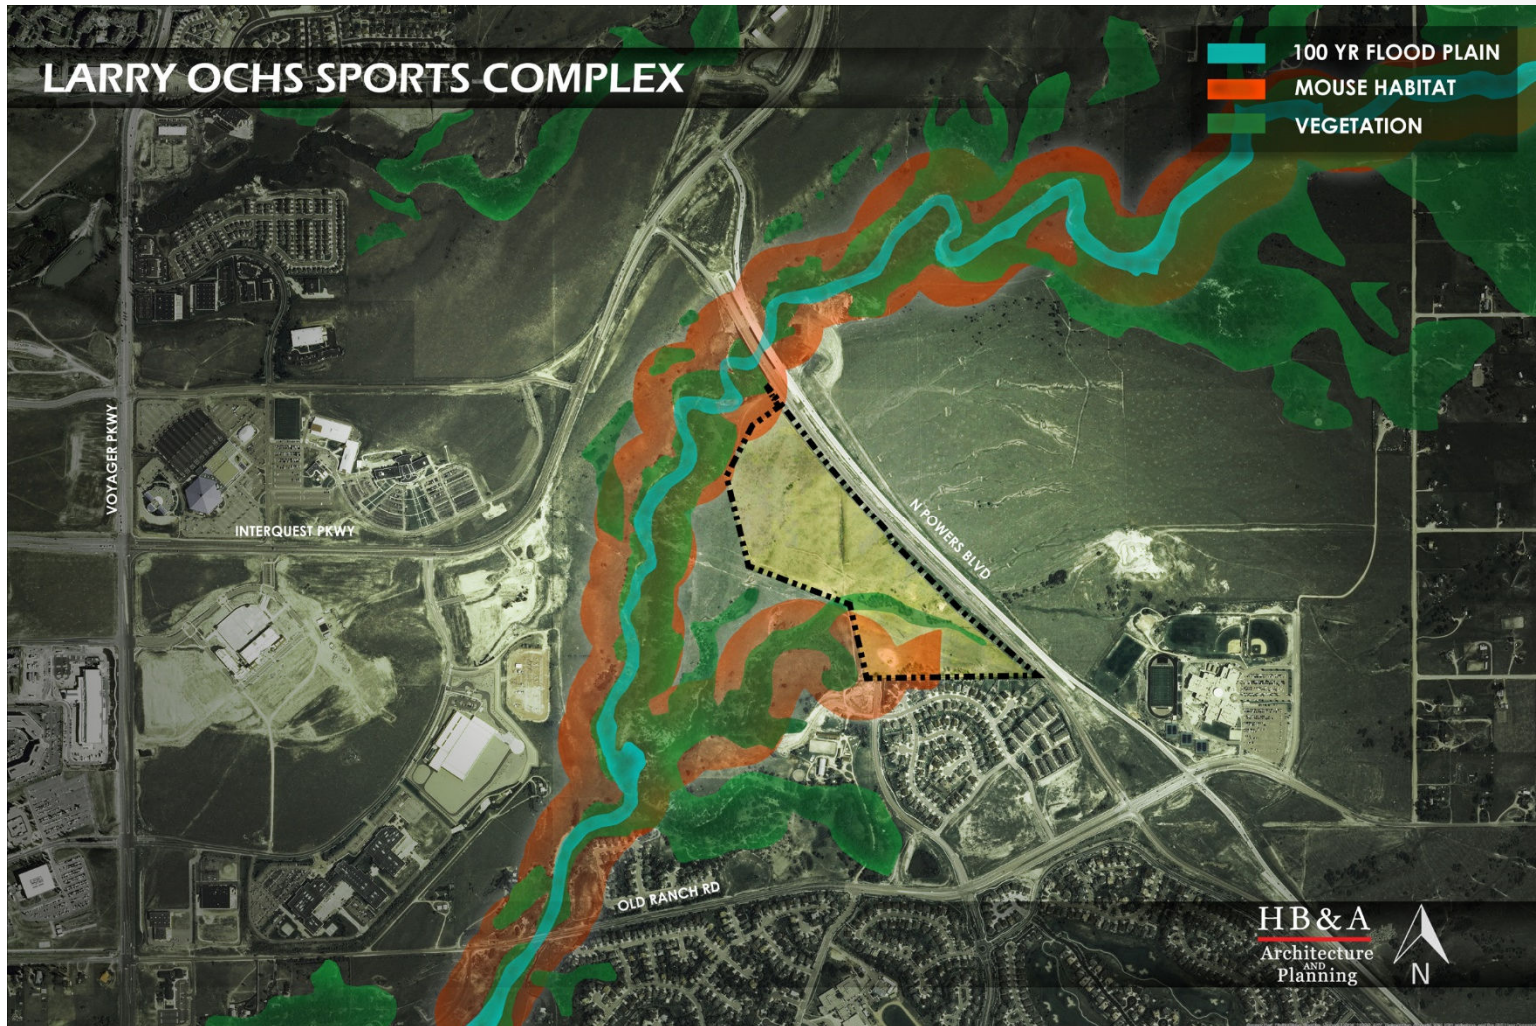 LARRY OCHS SPORTS COMPLEX
100 YR FLOOD PLAIN
MOUSE HABITAT
VEGETATION
VOYAGER PKWY
INTERQUEST PKWY
N POWERS BLVD
OLD RANCH RD
HB&A
Architecture
AND
Planning
N